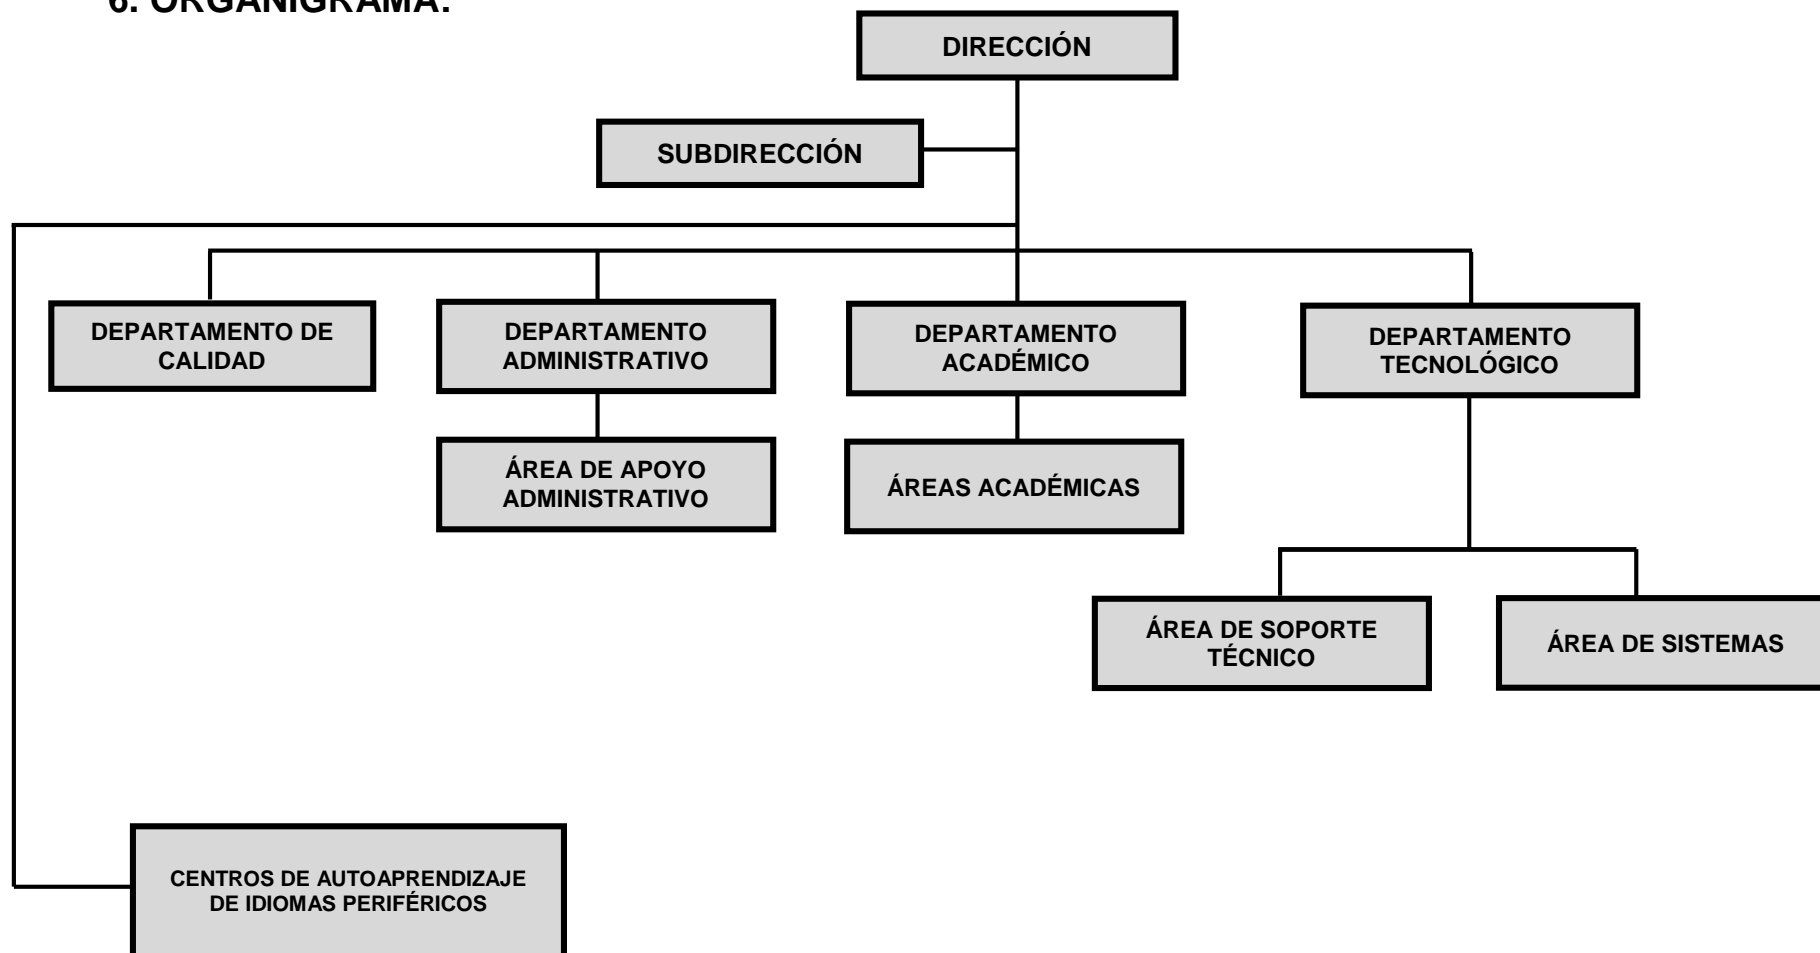 6. ORGANIGRAMA.
DIRECCIÓN
SUBDIRECCIÓN
DEPARTAMENTO DE
CALIDAD
DEPARTAMENTO
ADMINISTRATIVO
DEPARTAMENTO
ACADÉMICO
DEPARTAMENTO
TECNOLÓGICO
ÁREA DE APOYO
ADMINISTRATIVO
ÁREAS ACADÉMICAS
ÁREA DE SOPORTE
TÉCNICO
ÁREA DE SISTEMAS
CENTROS DE AUTOAPRENDIZAJE
DE IDIOMAS PERIFÉRICOS